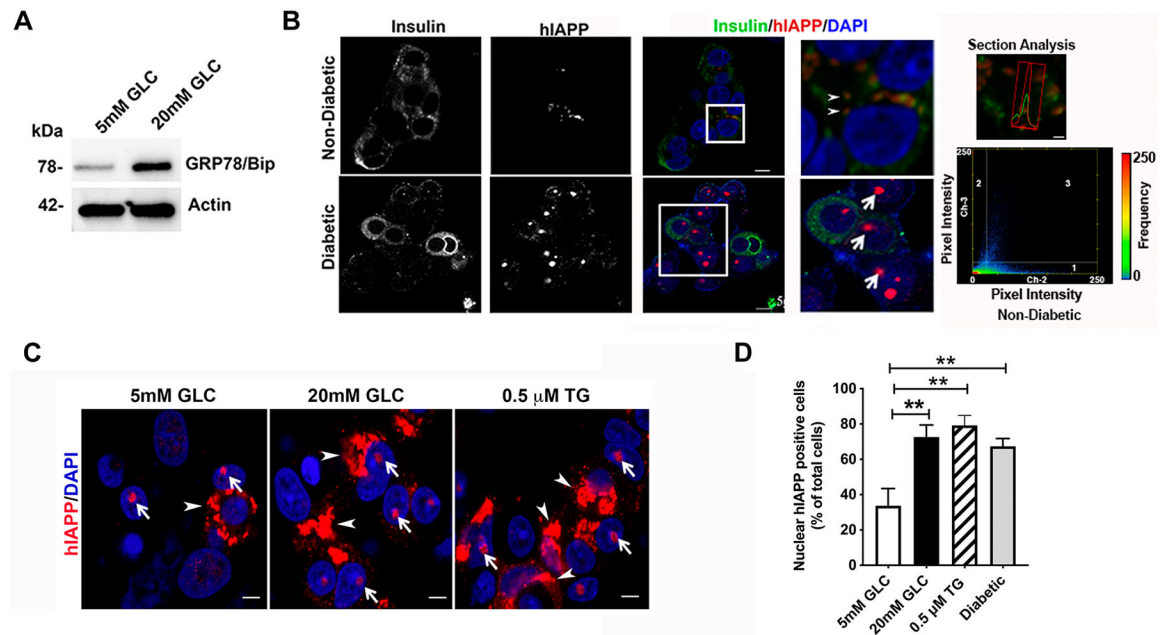 A
5mM GLC
20mM GLC
kDa
78-
GRP78/Bip
42-
Actin
B
Insulin
hIAPP
Insulin/hIAPP/DAPI
Non-Diabetic
Diabetic
Section Analysis
250
2
3
Pixel Intensity
Ch-3
1
0
Ch-2
250
Pixel Intensity
Non-Diabetic
250
Frequency
0
C
5mM GLC
20mM GLC
0.5 μM TG
hIAPP/DAPI
D
**
**
**
Nuclear hIAPP positive cells
(% of total cells)
100
80
60
40
20
0
5mM GLC
20mM GLC
0.5 μM TG
Diabetic